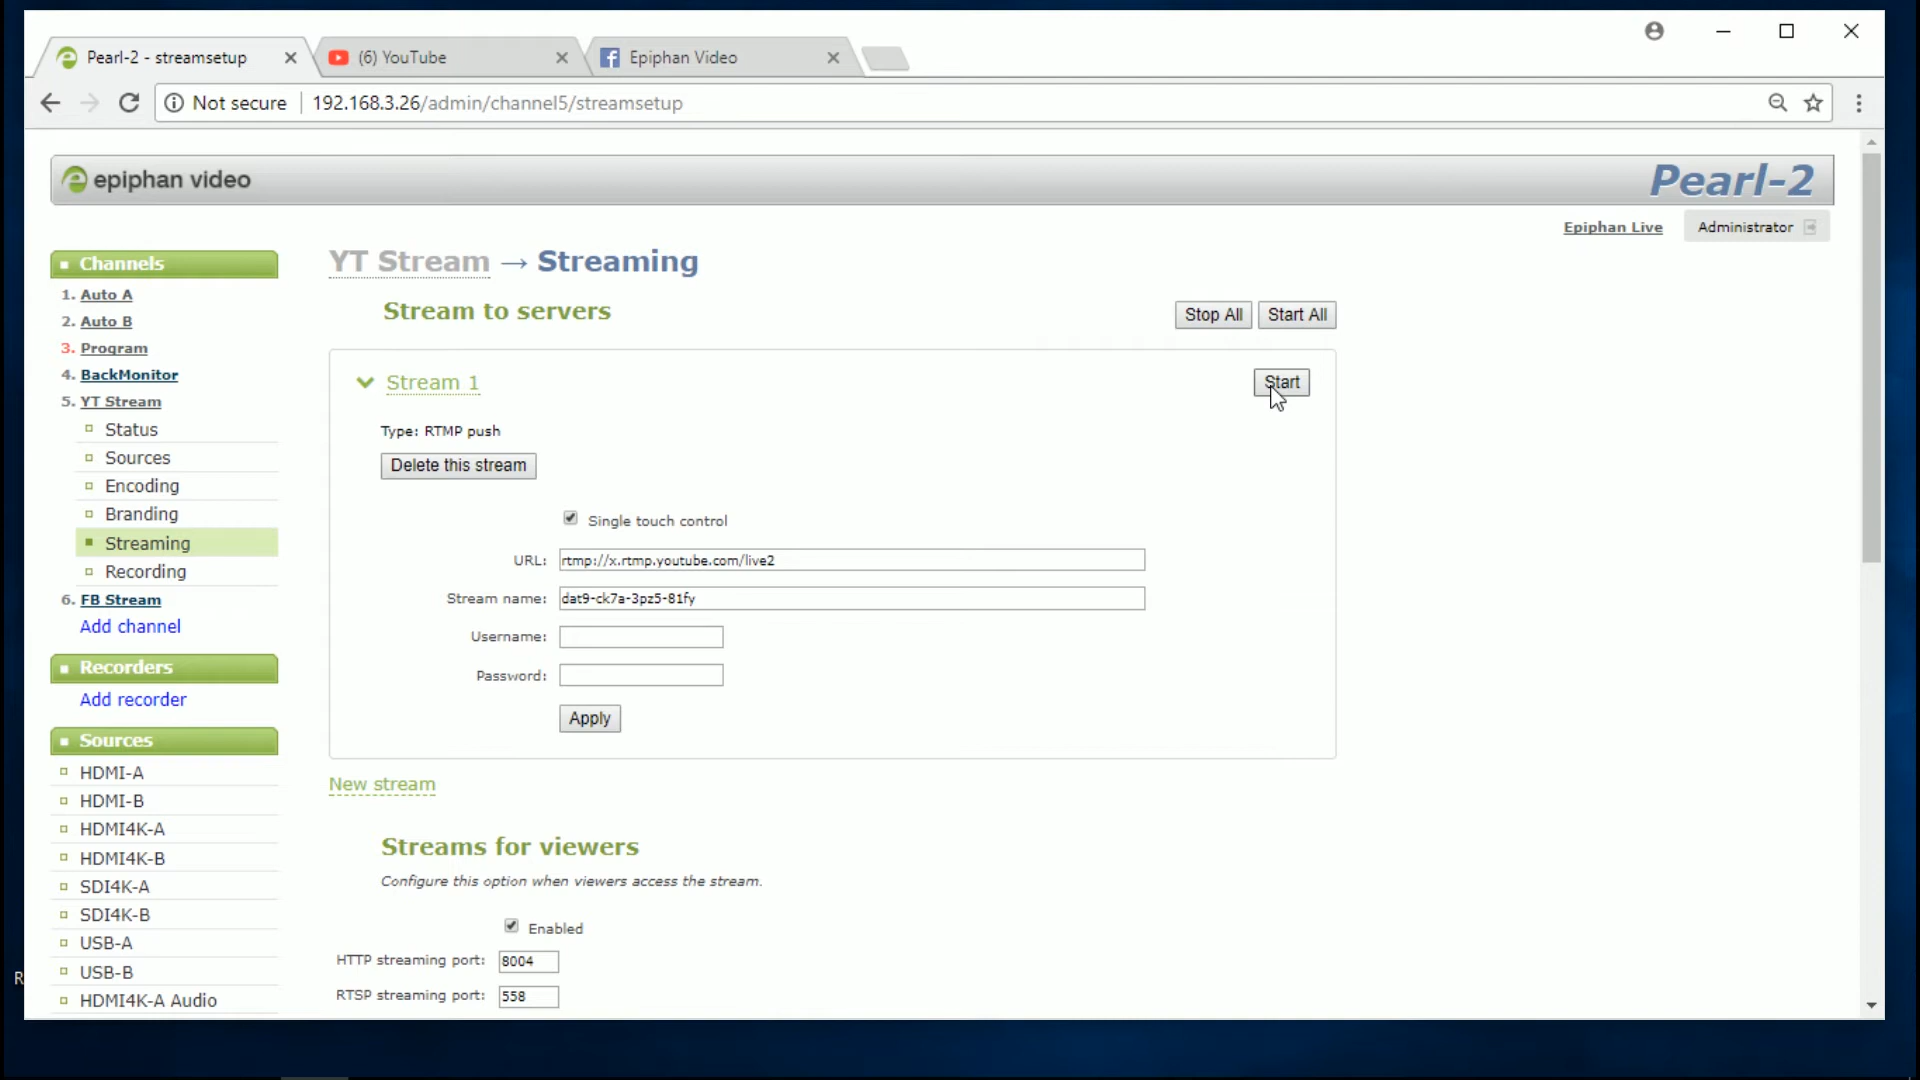 Pearl-2 - streamsetup
(6) YouTube
Epiphan Video
Not secure 192.168.3.26/admin/channel5/streamsetup
epiphan video
Pearl-2
Epiphan Live
Administrator
Channels
1. Auto A
2. Auto B
3. Program
4. BackMonitor
5. YT Stream
Status
Sources
Encoding
Branding
Streaming
Recording
6. FB Stream
Add channel
Recorders
Add recorder
Sources
HDMI-A
HDMI-B
HDMI4K-A
HDMI4K-B
SDI4K-A
SDI4K-B
USB-A
USB-B
HDMI4K-A Audio
YT Stream → Streaming
Stream to servers
Stop All
Start All
Stream 1
Start
Type: RTMP push
Delete this stream
Single touch control
URL: rtmp://x.rtmp.youtube.com/live2
Stream name: dat9-ck7a-3pz5-81fy
Username:
Password:
Apply
New stream
Streams for viewers
Configure this option when viewers access the stream.
Enabled
HTTP streaming port: 8004
RTSP streaming port: 558
R